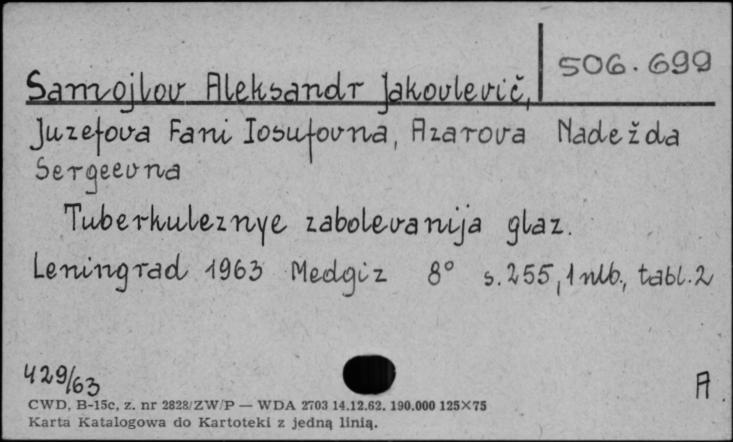 506.699
Samojlov Aleksandr Jakovlevič,
Juzefova Fani Iosufovna, Azarova Nadežda
Sergeevna
Tuberkuleznye zabolevanija glaz.
Leningrad 1963 Medgiz 8° s. 255, 1 nlb., tabl. 2
429/63
A
CWD, B-15c, z. nr 2828/ZW/P — WDA 2703 14.12.62. 190.000 125×75
Karta Katalogowa do Kartoteki z jedną linią.